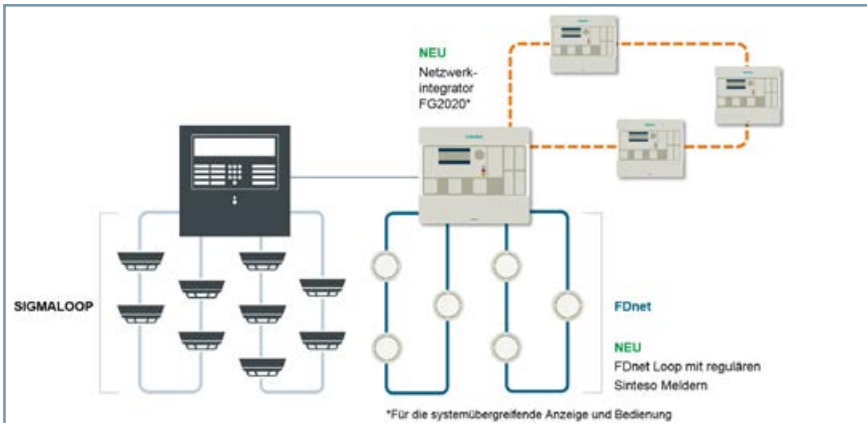 NEU
Netzwerk-
integrator
FG2020*
SIGMALOOP
FDnet
NEU
FDnet Loop mit regulären
Sinteso Meldern
*Für die systemübergreifende Anzeige und Bedienung